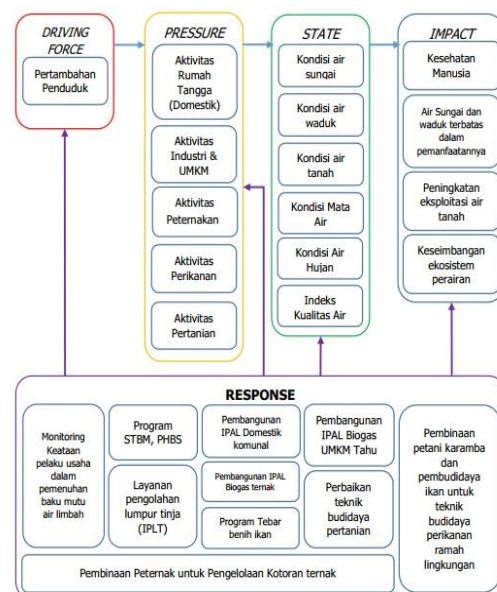 DRIVING
FORCE
Pertambahan
Penduduk
PRESSURE
Aktivitas
Rumah
Tangga
(Domestik)
Aktivitas
Industri &
UMKM
Aktivitas
Peternakan
Aktivitas
Perikanan
Aktivitas
Pertanian
STATE
Kondisi air
sungai
Kondisi air
waduk
Kondisi air
tanah
Kondisi Mata
Air
Kondisi Air
Hujan
Indeks
Kualitas Air
IMPACT
Kesehatan
Manusia
Air Sungai dan
waduk terbatas
dalam
pemanfaatannya
Peningkatan
eksploitasi air
tanah
Keseimbangan
ekosistem
perairan
RESPONSE
Monitoring
Keataan
pelaku usaha
dalam
pemenuhan
baku mutu
air limbah
Program
STBM, PHBS
Layanan
pengolahan
lumpur tinja
(IPLT)
Pembangunan
IPAL Domestik
komunal
Pembangunan IPAL
Biogas ternak
Program Tebar
benih ikan
Pembangunan
IPAL Biogas
UMKM Tahu
Perbaikan
teknik
budidaya
pertanian
Pembinaan
petani karamba
dan
pembudidaya
ikan untuk
teknik
budidaya
perikanan
ramah
lingkungan
Pembinaan Peternak untuk Pengelolaan Kotoran ternak